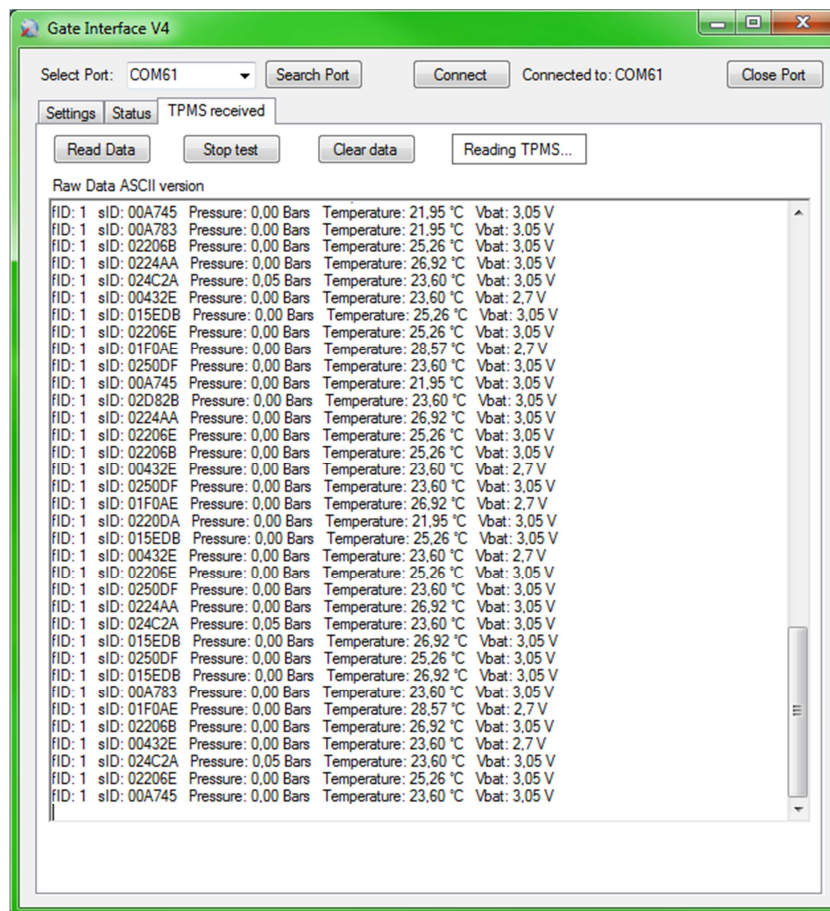 Gate Interface V4
Select Port: COM61 Search Port Connect Connected to: COM61 Close Port
Settings Status TPMS received
Read Data Stop test Clear data Reading TPMS...
Raw Data ASCII version
fID: 1 sID: 00A745 Pressure: 0,00 Bars Temperature: 21,95 °C Vbat: 3,05 V
fID: 1 sID: 00A783 Pressure: 0,00 Bars Temperature: 21,95 °C Vbat: 3,05 V
fID: 1 sID: 02206B Pressure: 0,00 Bars Temperature: 25,26 °C Vbat: 3,05 V
fID: 1 sID: 0224AA Pressure: 0,00 Bars Temperature: 26,92 °C Vbat: 3,05 V
fID: 1 sID: 024C2A Pressure: 0,05 Bars Temperature: 23,60 °C Vbat: 3,05 V
fID: 1 sID: 00432E Pressure: 0,00 Bars Temperature: 23,60 °C Vbat: 2,7 V
fID: 1 sID: 015EDB Pressure: 0,00 Bars Temperature: 25,26 °C Vbat: 3,05 V
fID: 1 sID: 02206E Pressure: 0,00 Bars Temperature: 25,26 °C Vbat: 3,05 V
fID: 1 sID: 01F0AE Pressure: 0,00 Bars Temperature: 28,57 °C Vbat: 2,7 V
fID: 1 sID: 0250DF Pressure: 0,00 Bars Temperature: 23,60 °C Vbat: 3,05 V
fID: 1 sID: 00A745 Pressure: 0,00 Bars Temperature: 21,95 °C Vbat: 3,05 V
fID: 1 sID: 02D82B Pressure: 0,00 Bars Temperature: 23,60 °C Vbat: 3,05 V
fID: 1 sID: 0224AA Pressure: 0,00 Bars Temperature: 26,92 °C Vbat: 3,05 V
fID: 1 sID: 02206E Pressure: 0,00 Bars Temperature: 25,26 °C Vbat: 3,05 V
fID: 1 sID: 02206B Pressure: 0,00 Bars Temperature: 25,26 °C Vbat: 3,05 V
fID: 1 sID: 00432E Pressure: 0,00 Bars Temperature: 23,60 °C Vbat: 2,7 V
fID: 1 sID: 0250DF Pressure: 0,00 Bars Temperature: 23,60 °C Vbat: 3,05 V
fID: 1 sID: 01F0AE Pressure: 0,00 Bars Temperature: 26,92 °C Vbat: 2,7 V
fID: 1 sID: 0220DA Pressure: 0,00 Bars Temperature: 21,95 °C Vbat: 3,05 V
fID: 1 sID: 015EDB Pressure: 0,00 Bars Temperature: 25,26 °C Vbat: 3,05 V
fID: 1 sID: 00432E Pressure: 0,00 Bars Temperature: 23,60 °C Vbat: 2,7 V
fID: 1 sID: 02206E Pressure: 0,00 Bars Temperature: 25,26 °C Vbat: 3,05 V
fID: 1 sID: 0250DF Pressure: 0,00 Bars Temperature: 23,60 °C Vbat: 3,05 V
fID: 1 sID: 0224AA Pressure: 0,00 Bars Temperature: 26,92 °C Vbat: 3,05 V
fID: 1 sID: 024C2A Pressure: 0,05 Bars Temperature: 23,60 °C Vbat: 3,05 V
fID: 1 sID: 015EDB Pressure: 0,00 Bars Temperature: 26,92 °C Vbat: 3,05 V
fID: 1 sID: 0250DF Pressure: 0,00 Bars Temperature: 25,26 °C Vbat: 3,05 V
fID: 1 sID: 015EDB Pressure: 0,00 Bars Temperature: 26,92 °C Vbat: 3,05 V
fID: 1 sID: 00A783 Pressure: 0,00 Bars Temperature: 23,60 °C Vbat: 3,05 V
fID: 1 sID: 01F0AE Pressure: 0,00 Bars Temperature: 28,57 °C Vbat: 2,7 V
fID: 1 sID: 02206B Pressure: 0,00 Bars Temperature: 26,92 °C Vbat: 3,05 V
fID: 1 sID: 00432E Pressure: 0,00 Bars Temperature: 23,60 °C Vbat: 2,7 V
fID: 1 sID: 024C2A Pressure: 0,05 Bars Temperature: 23,60 °C Vbat: 3,05 V
fID: 1 sID: 02206E Pressure: 0,00 Bars Temperature: 25,26 °C Vbat: 3,05 V
fID: 1 sID: 00A745 Pressure: 0,00 Bars Temperature: 23,60 °C Vbat: 3,05 V